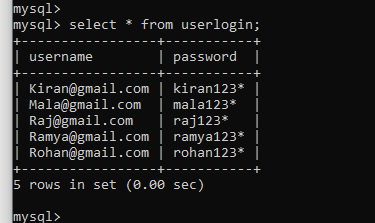 mysql>
mysql> select * from userlogin;
+-----------------+-----------+
| username        | password  |
+-----------------+-----------+
| Kiran@gmail.com | kiran123* |
| Mala@gmail.com  | mala123*  |
| Raj@gmail.com   | raj123*   |
| Ramya@gmail.com | ramya123* |
| Rohan@gmail.com | rohan123* |
+-----------------+-----------+
5 rows in set (0.00 sec)
mysql>